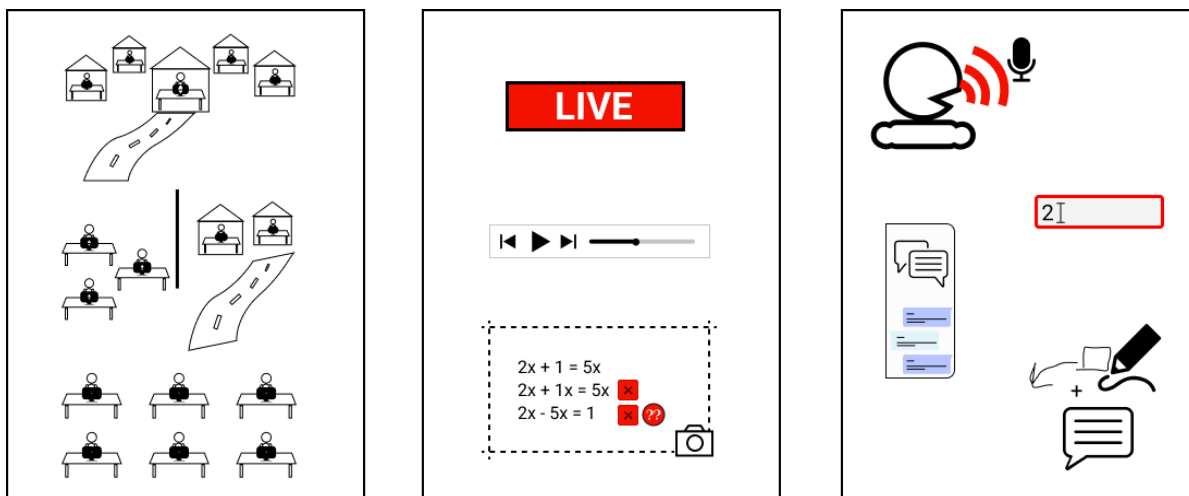 LIVE
2x + 1 = 5x
2x + 1x = 5x
2x - 5x = 1
??
2
+